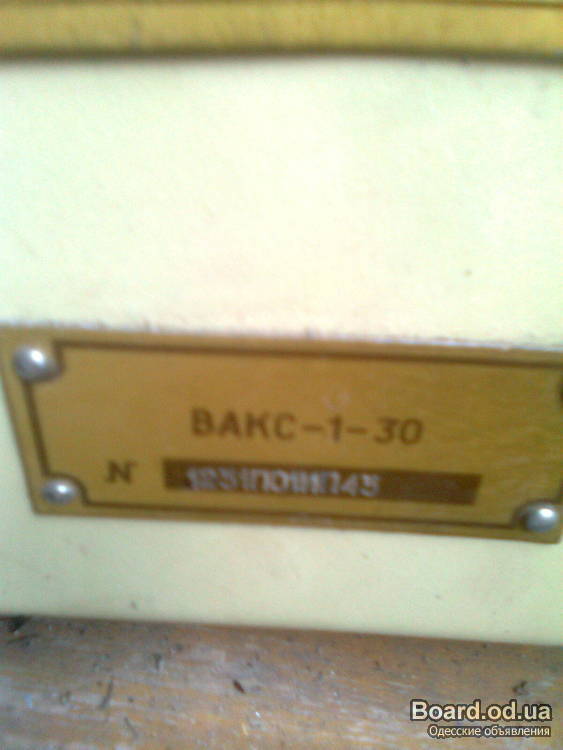 ВАКС-1-30
N
Board.od.ua
Одесские объявления